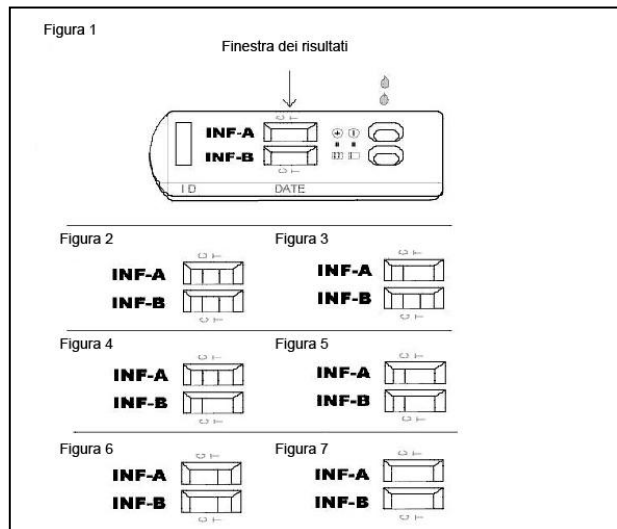 Figura 1
Finestra dei risultati
C T
INF-A
INF-B
C T
ID DATE
Figura 2 Figura 3
C T C T
INF-A INF-A
INF-B INF-B
C T C T
Figura 4 Figura 5
C T C T
INF-A INF-A
INF-B INF-B
C T C T
Figura 6 Figura 7
C T C T
INF-A INF-A
INF-B INF-B
C T C T